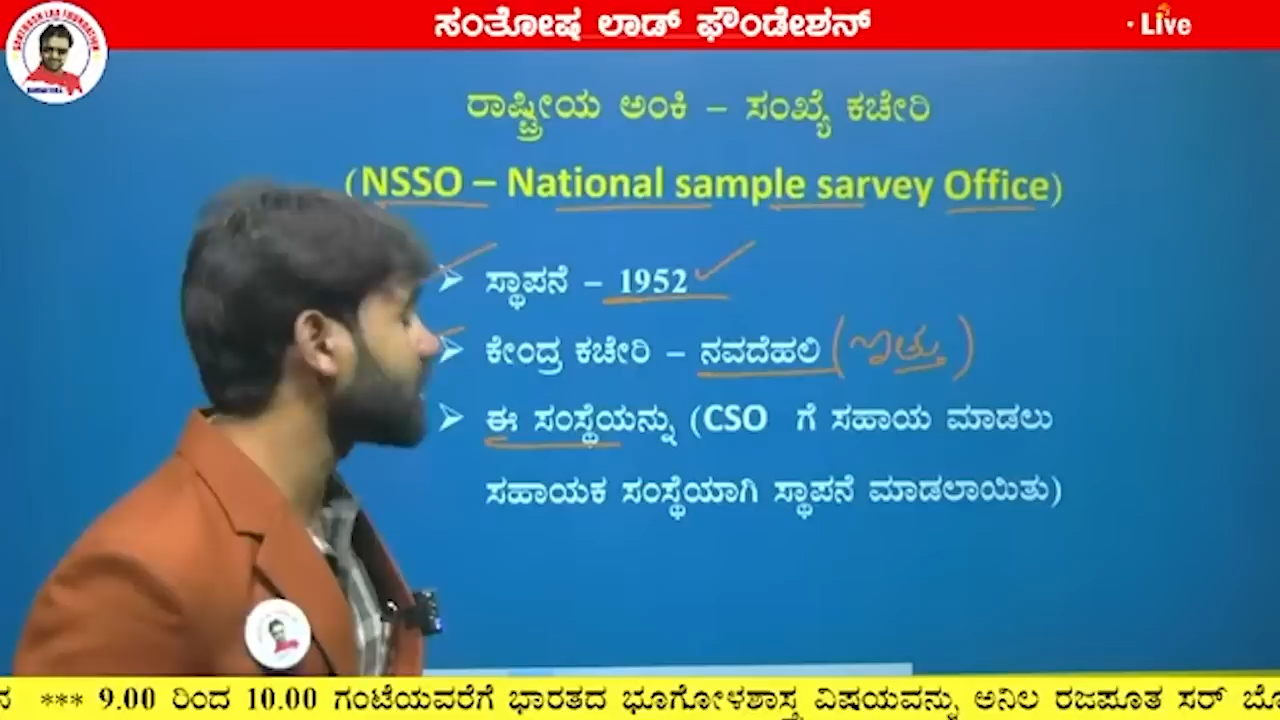 ಸಂತೋಷ ಲಾಡ್ ಫೌಂಡೇಶನ್
Live
ರಾಷ್ಟ್ರೀಯ ಅಂಕಿ – ಸಂಖ್ಯೆ ಕಚೇರಿ
(NSSO – National sample sarvey Office)
➢ ಸ್ಥಾಪನೆ – 1952
➢ ಕೇಂದ್ರ ಕಚೇರಿ – ನವದೆಹಲಿ (ಇತ್ತು)
➢ ಈ ಸಂಸ್ಥೆಯನ್ನು (CSO ಗೆ ಸಹಾಯ ಮಾಡಲು
ಸಹಾಯಕ ಸಂಸ್ಥೆಯಾಗಿ ಸ್ಥಾಪನೆ ಮಾಡಲಾಯಿತು)
*** 9.00 ರಿಂದ 10.00 ಗಂಟೆಯವರೆಗೆ ಭಾರತದ ಭೂಗೋಳಶಾಸ್ತ್ರ ವಿಷಯವನ್ನು ಅನಿಲ ರಜಪೂತ ಸರ್